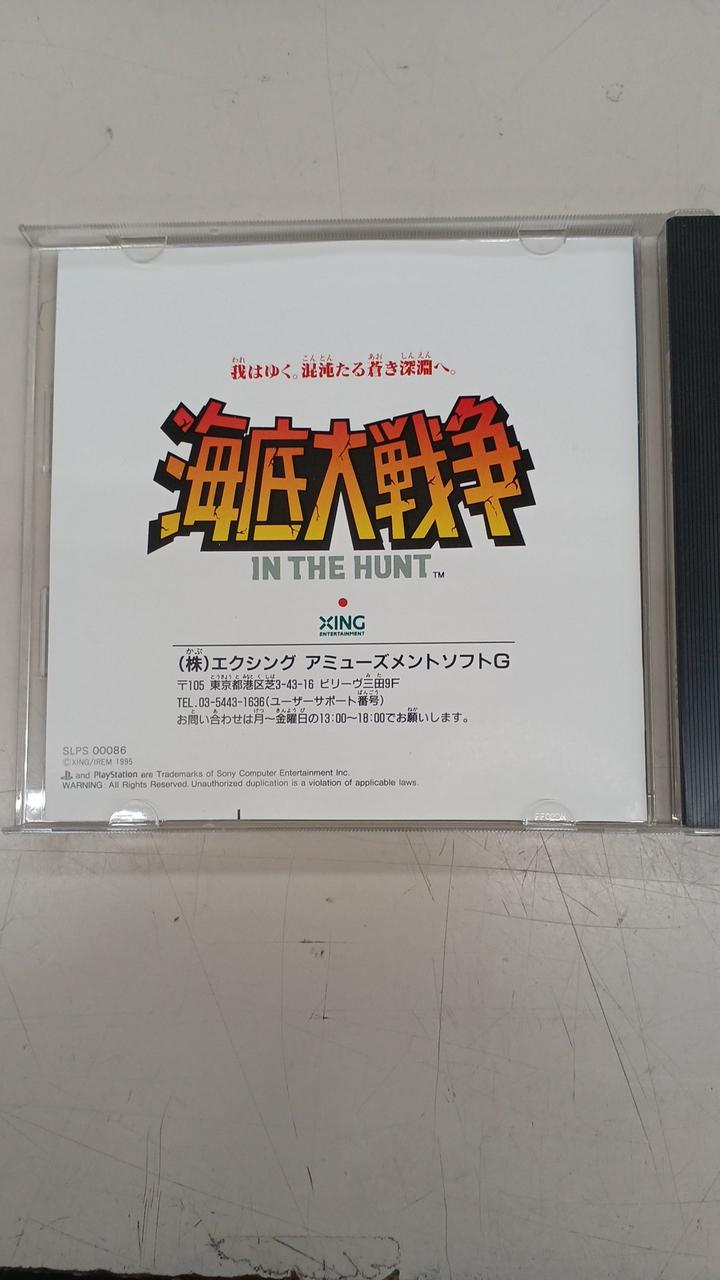 我はゆく。混沌たる蒼き深淵へ。
海底大戦争
IN THE HUNT™
XING
ENTERTAINMENT
(株)エクシング アミューズメントソフトG
〒105 東京都港区芝3-43-16 ビリーヴ三田9F
TEL.03-5443-1636(ユーザーサポート番号)
お問い合わせは月〜金曜日の13:00〜18:00でお願いします。
SLPS 00086
©XING/IREM 1995
and PlayStation are Trademarks of Sony Computer Entertainment Inc.
WARNING: All Rights Reserved. Unauthorized duplication is a violation of applicable laws.